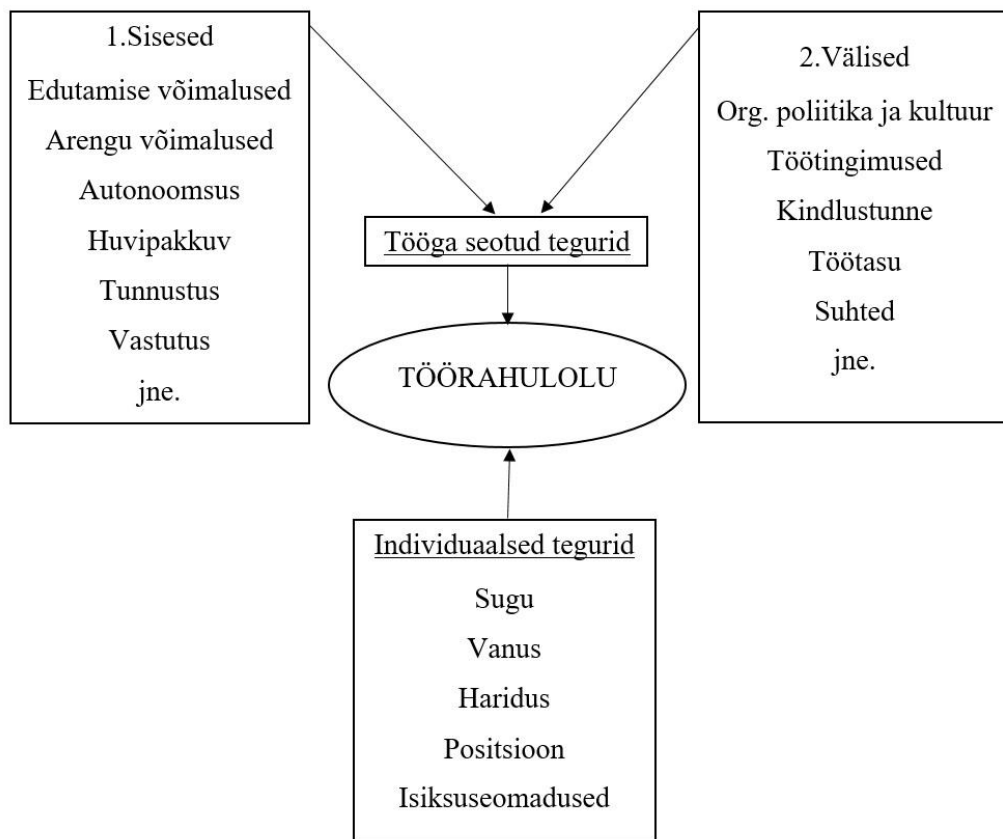 1.Sisesed
Edutamise võimalused
Arengu võimalused
Autonoomsus
Huvipakkuv
Tunnustus
Vastutus
jne.
2.Välised
Org. poliitika ja kultuur
Töötingimused
Kindlustunne
Töötasu
Suhted
jne.
Tööga seotud tegurid
TÖÖRAHULOLU
Individuaalsed tegurid
Sugu
Vanus
Haridus
Positsioon
Isiksuseomadused